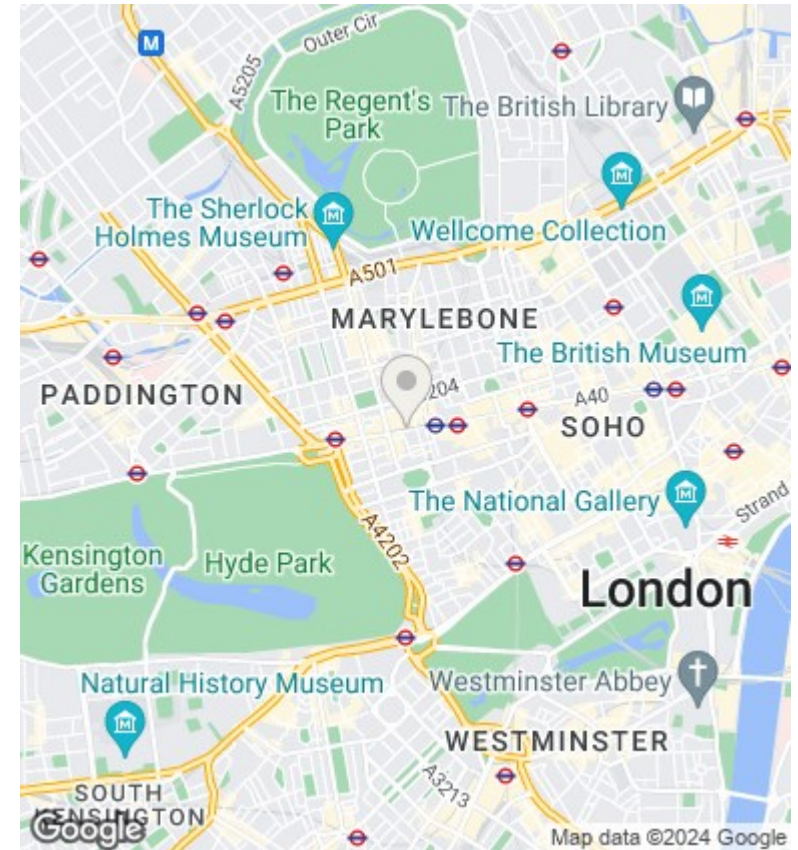 M
Outer Cir
A5205
The Regent's
Park
The British Library
The Sherlock
Holmes Museum
Wellcome Collection
A501
MARYLEBONE
The British Museum
PADDINGTON
204
A40
SOHO
The National Gallery
Strand
A4202
Kensington
Gardens
Hyde Park
London
Natural History Museum
Westminster Abbey
WESTMINSTER
A3213
SOUTH
KENSINGTON
Google
Map data ©2024 Google